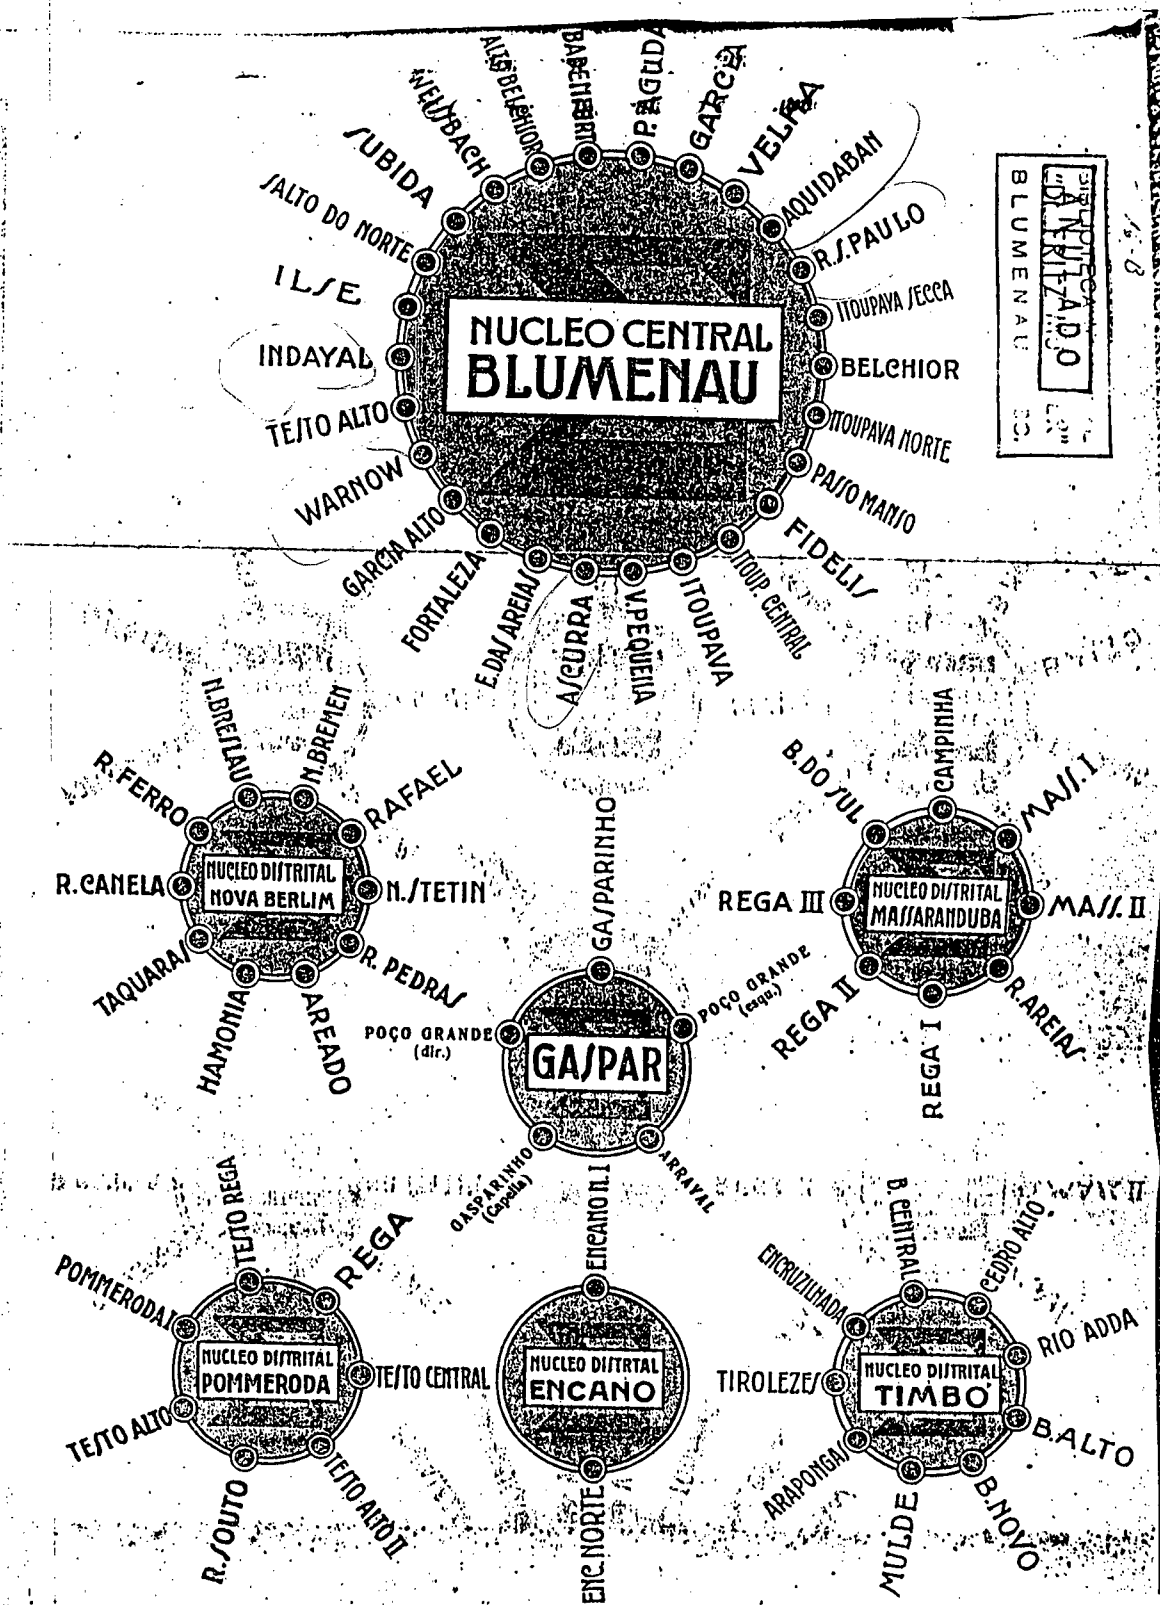 NUCLEO CENTRAL
BLUMENAU
P. AGUDA
GARCIA
VELHA
AQUIDABAN
R.S.PAULO
ITOUPAVA SECCA
BELCHIOR
ITOUPAVA NORTE
PASSO MANSO
FIDELIS
ITOUP. CENTRAL
ITOUPAVA
V.PEQUENA
ASCURRA
E.DAS AREIAS
FORTALEZA
GARCIA ALTO
WARNOW
TESTO ALTO
INDAYAL
ILSE
SALTO DO NORTE
SUBIDA
ALTO BELCHIOR
BLUMENAU
NUCLEO DISTRITAL
NOVA BERLIM
N.BRESLAU
N.BREMEN
RAFAEL
N.STETIN
R. PEDRAS
AREADO
HAMONIA
TAQUARAS
R.CANELA
R.FERRO
NUCLEO DISTRITAL
MASSARANDUBA
CAMPINHA
MASS. I
MASS. II
R.AREIAS
REGA I
REGA II
REGA III
B.DO SUL
GASPAR
GASPARINHO
POÇO GRANDE
(esqu.)
ARRAYAL
GASPARINHO
(Capella)
POÇO GRANDE
(dir.)
NUCLEO DISTRITAL
POMMERODA
TESTO REGA
REGA
TESTO CENTRAL
TESTO ALTO II
R.SOUTO
TESTO ALTO
POMMERODA I
NUCLEO DISTRTAL
ENCANO
ENCANO N. I
ENC.NORTE
NUCLEO DISTRITAL
TIMBO'
B. CENTRAL
CEDRO ALTO
RIO ADDA
B.ALTO
B.NOVO
MULDE
ARAPONGAS
TIROLEZES
ENCRUZILHADA